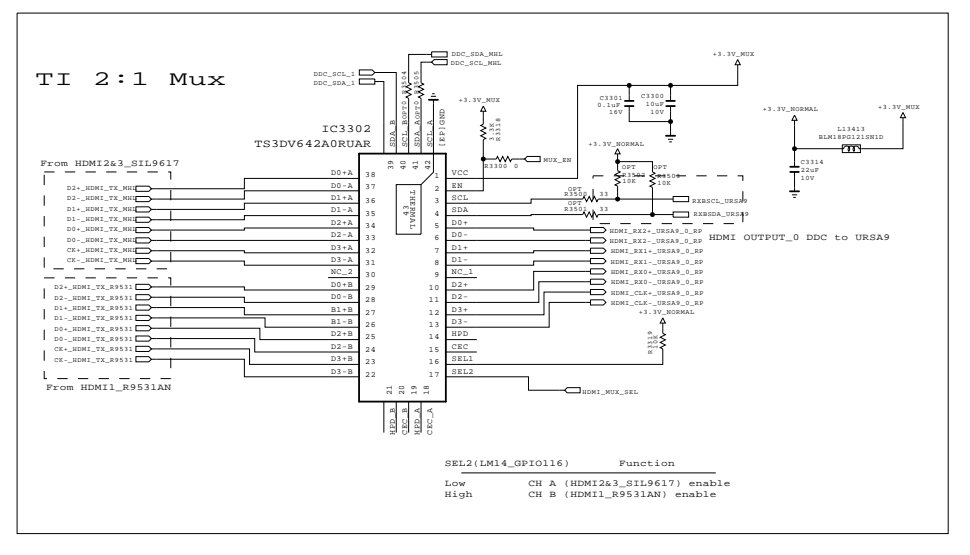 TI 2:1 Mux
DDC_SCL_1
DDC_SDA_1
DDC_SDA_MHL
DDC_SCL_MHL
R3504
R3505
OPT0
OPT0
SDA_B
SCL_B
SDA_A
SCL_A
[EP]GND
39
40
41
42
IC3302
TS3DV642A0RUAR
THERMAL
43
+3.3V_MUX
3.3K
R3318
R3300 0
MUX_EN
+3.3V_MUX
C3301
0.1uF
16V
C3300
10uF
10V
+3.3V_NORMAL
+3.3V_MUX
L13413
BLM18PG121SN1D
C3314
22uF
10V
+3.3V_NORMAL
OPT
R3502
10K
OPT
R3503
10K
OPT
R3500 33
OPT
R3501 33
RXBSCL_URSA9
RXBSDA_URSA9
HDMI OUTPUT_0 DDC to URSA9
From HDMI2&3_SIL9617
D2+_HDMI_TX_MHL
D2-_HDMI_TX_MHL
D1+_HDMI_TX_MHL
D1-_HDMI_TX_MHL
D0+_HDMI_TX_MHL
D0-_HDMI_TX_MHL
CK+_HDMI_TX_MHL
CK-_HDMI_TX_MHL
D0+A 38
D0-A 37
D1+A 36
D1-A 35
D2+A 34
D2-A 33
D3+A 32
D3-A 31
NC_2 30
D0+B 29
D0-B 28
B1+B 27
B1-B 26
D2+B 25
D2-B 24
D3+B 23
D3-B 22
D2+_HDMI_TX_R9531
D2-_HDMI_TX_R9531
D1+_HDMI_TX_R9531
D1-_HDMI_TX_R9531
D0+_HDMI_TX_R9531
D0-_HDMI_TX_R9531
CK+_HDMI_TX_R9531
CK-_HDMI_TX_R9531
From HDMI1_R9531AN
1 VCC
2 EN
3 SCL
4 SDA
5 D0+
6 D0-
7 D1+
8 D1-
9 NC_1
10 D2+
11 D2-
12 D3+
13 D3-
14 HPD
15 CEC
16 SEL1
17 SEL2
HDMI_RX2+_URSA9_0_RP
HDMI_RX2-_URSA9_0_RP
HDMI_RX1+_URSA9_0_RP
HDMI_RX1-_URSA9_0_RP
HDMI_RX0+_URSA9_0_RP
HDMI_RX0-_URSA9_0_RP
HDMI_CLK+_URSA9_0_RP
HDMI_CLK-_URSA9_0_RP
+3.3V_NORMAL
R3319
10K
HDMI_MUX_SEL
21
20
19
18
HPD_B
CEC_B
HPD_A
CEC_A
SEL2(LM14_GPIO116) Function
Low CH A (HDMI2&3_SIL9617) enable
High CH B (HDMI1_R9531AN) enable